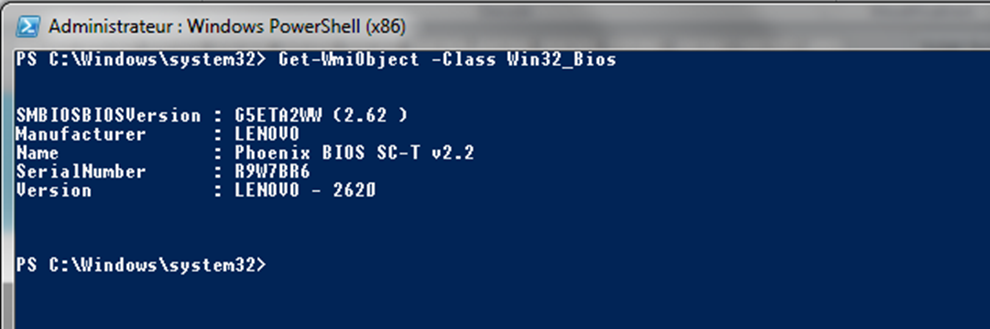 Administrateur : Windows PowerShell (x86)
PS C:\Windows\system32> Get-WmiObject -Class Win32_Bios
SMBIOSBIOSVersion : G5ETA2WW (2.62 )
Manufacturer : LENOVO
Name : Phoenix BIOS SC-T v2.2
SerialNumber : R9W7BR6
Version : LENOVO - 2620
PS C:\Windows\system32>